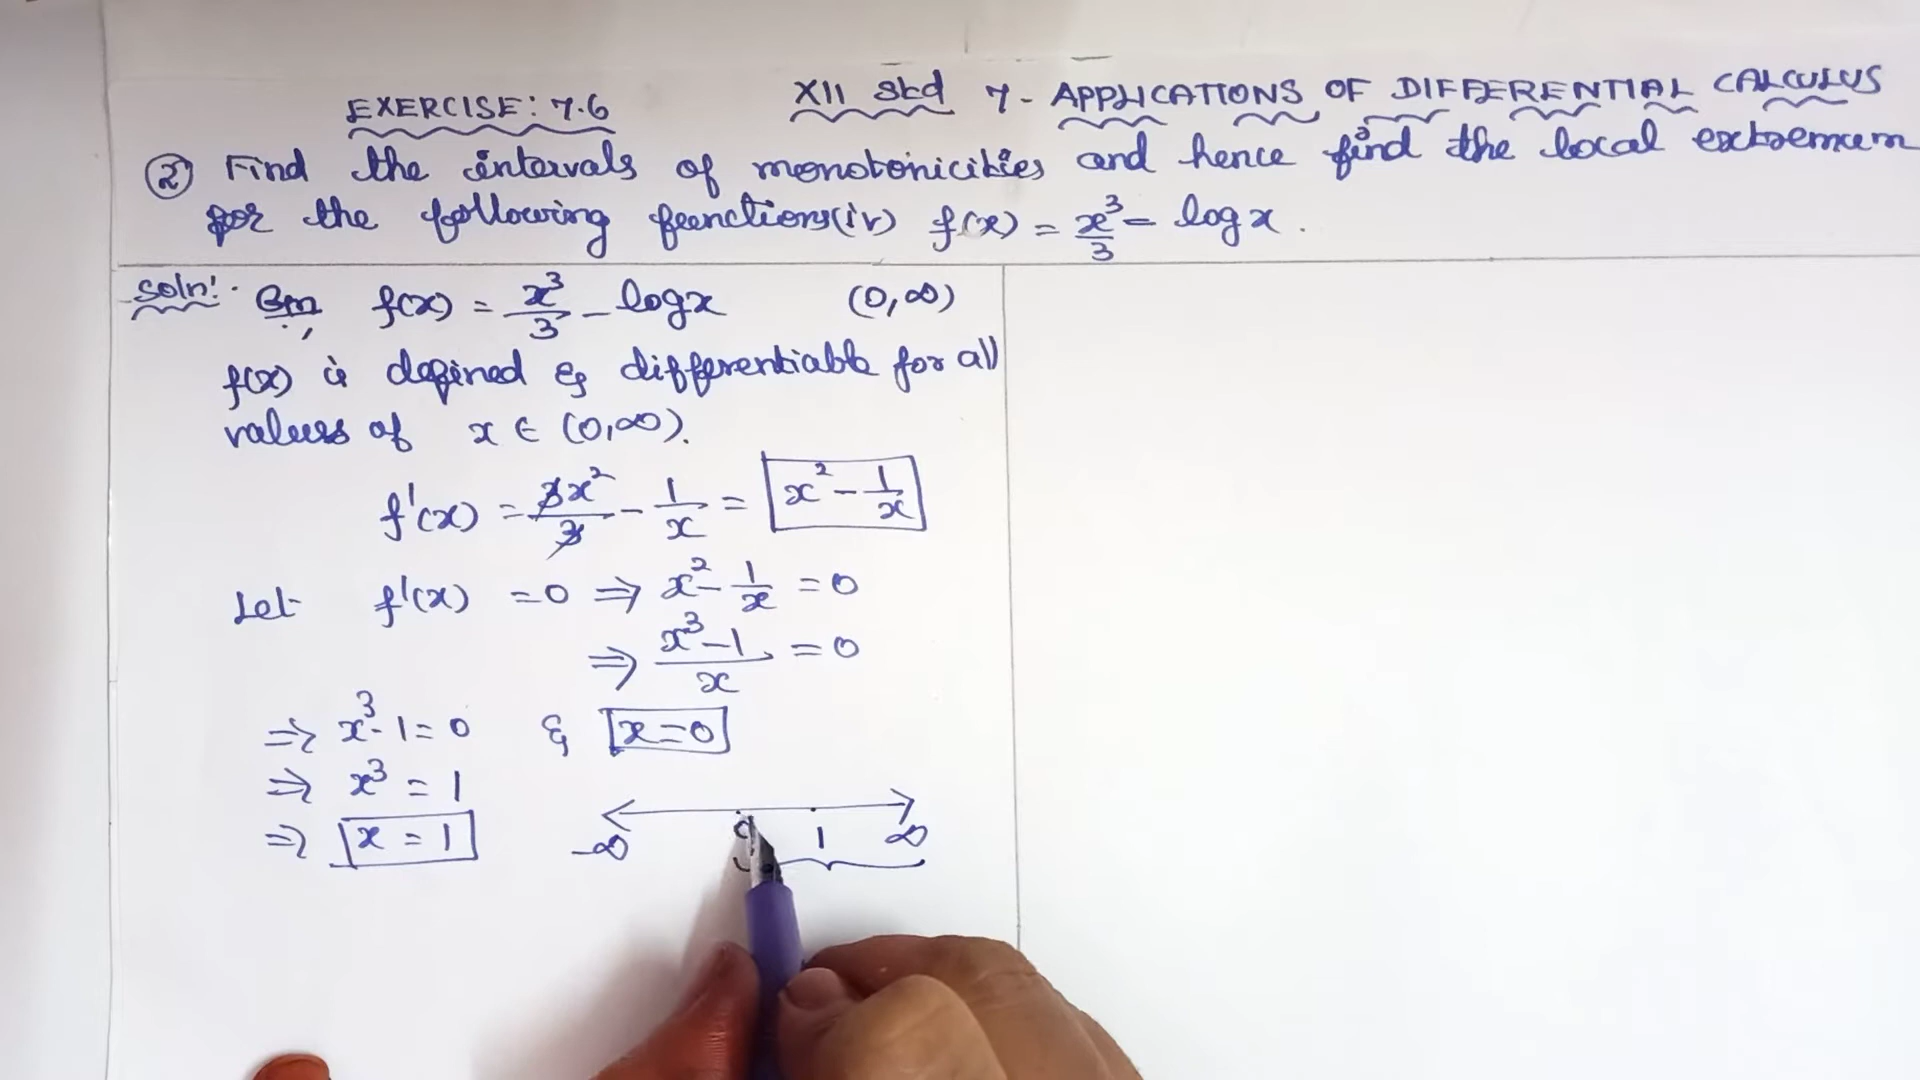 EXERCISE: 7.6 XII Std 7- APPLICATIONS OF DIFFERENTIAL CALCULUS
② Find the intervals of monotonicities and hence find the local extremum
for the following functions(iv) f(x) = x³/3 - log x.
Soln: Gn, f(x) = x³/3 - log x (0,∞)
f(x) is defined & differentiable for all
values of x ∈ (0,∞).
f'(x) = 3x²/3 - 1/x = x² - 1/x
Let f'(x) = 0 ⇒ x² - 1/x = 0
⇒ x³-1/x = 0
⇒ x³-1=0 & x=0
⇒ x³ = 1
⇒ x = 1
-∞ 0 1 ∞